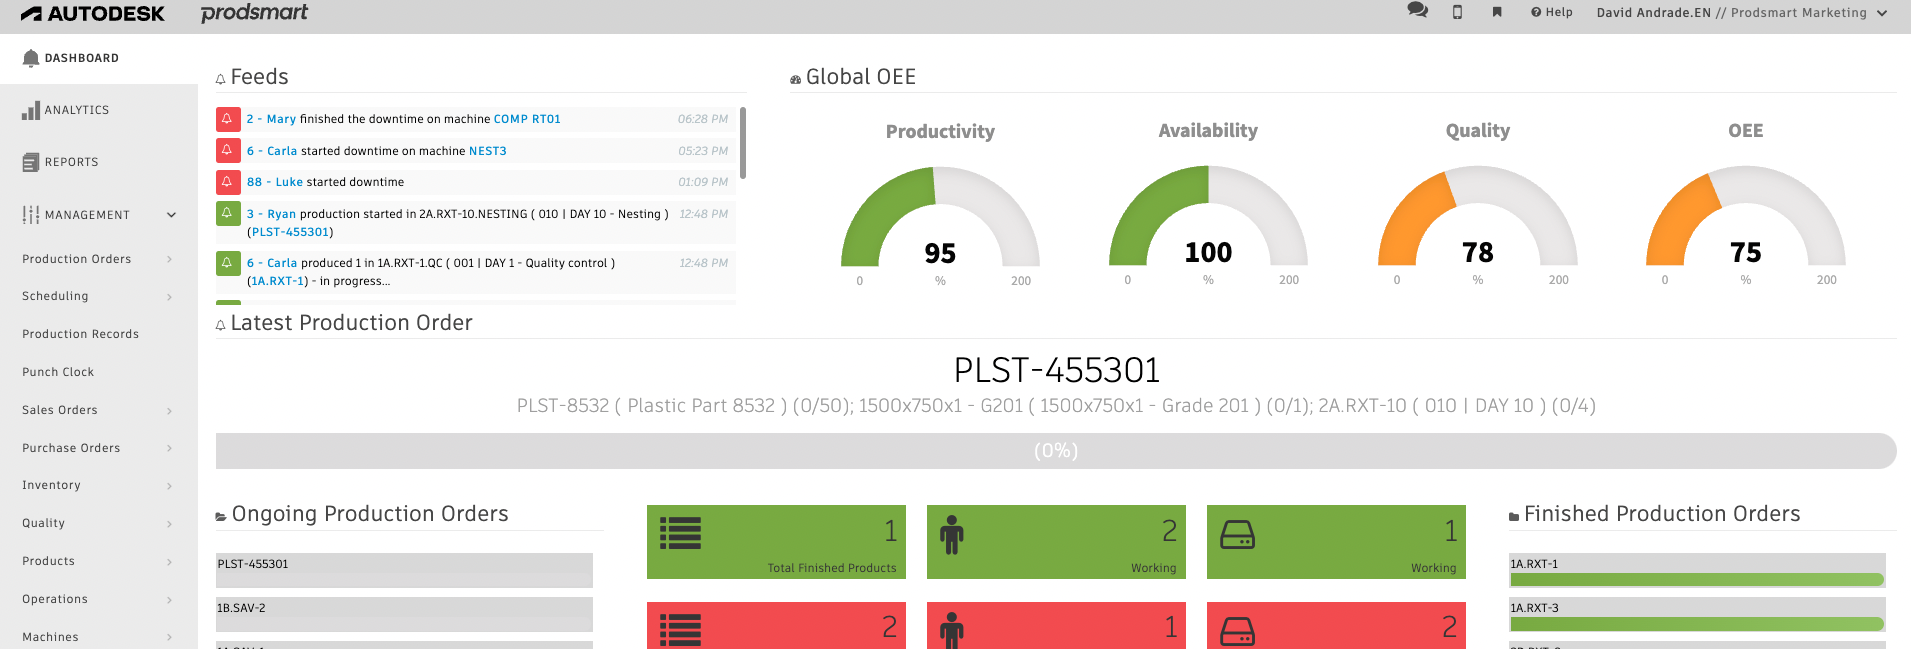 AUTODESK prodsmart
Help David Andrade.EN // Prodsmart Marketing
DASHBOARD
ANALYTICS
REPORTS
MANAGEMENT
Production Orders
Scheduling
Production Records
Punch Clock
Sales Orders
Purchase Orders
Inventory
Quality
Products
Operations
Machines
Feeds
2 - Mary finished the downtime on machine COMP RT01 06:28 PM
6 - Carla started downtime on machine NEST3 05:23 PM
88 - Luke started downtime 01:09 PM
3 - Ryan production started in 2A.RXT-10.NESTING ( 010 | DAY 10 - Nesting ) 12:48 PM
(PLST-455301)
6 - Carla produced 1 in 1A.RXT-1.QC ( 001 | DAY 1 - Quality control ) 12:48 PM
(1A.RXT-1) - in progress...
Global OEE
Productivity
95
0 % 200
Availability
100
0 % 200
Quality
78
0 % 200
OEE
75
0 % 200
Latest Production Order
PLST-455301
PLST-8532 ( Plastic Part 8532 ) (0/50); 1500x750x1 - G201 ( 1500x750x1 - Grade 201 ) (0/1); 2A.RXT-10 ( 010 | DAY 10 ) (0/4)
(0%)
Ongoing Production Orders
PLST-455301
1B.SAV-2
1
Total Finished Products
2
Working
1
Working
2
1
2
Finished Production Orders
1A.RXT-1
1A.RXT-3